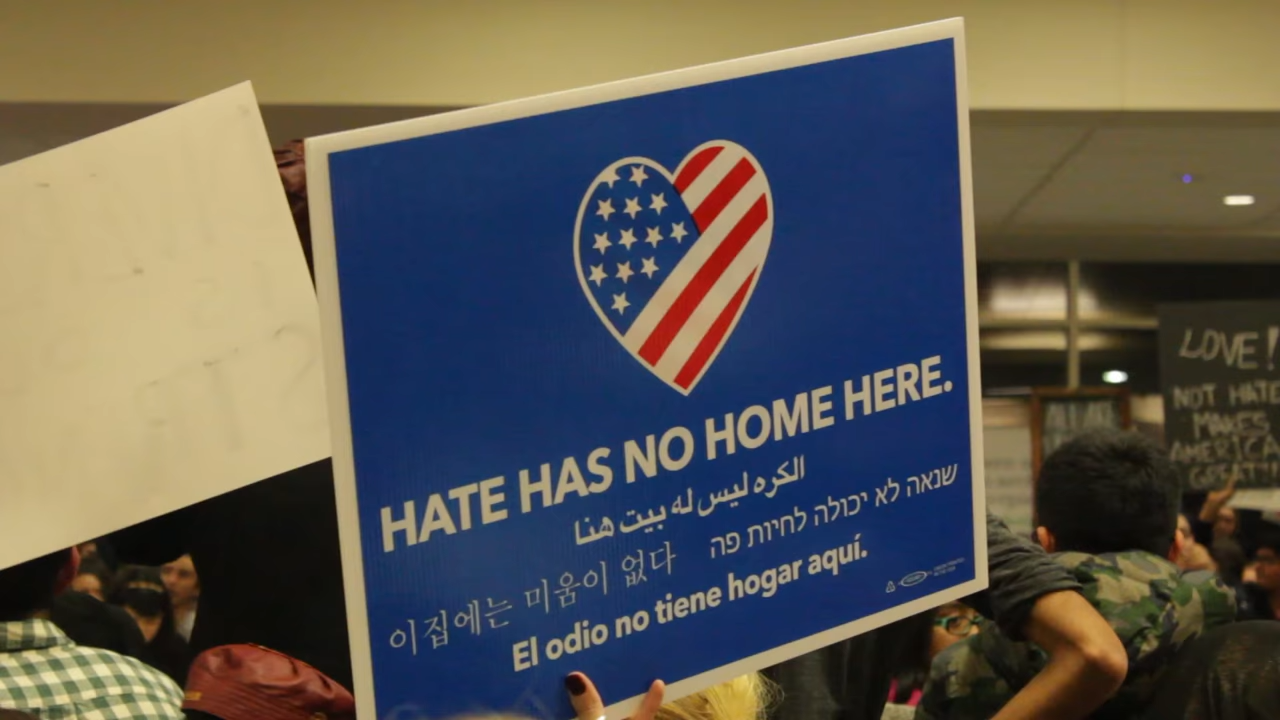 HATE HAS NO HOME HERE.
الكره ليس له بيت هنا
שנאה לא יכולה לחיות פה
이집에는 미움이 없다
El odio no tiene hogar aquí.
LOVE!
NOT HATE
MAKES
AMERICA
GREAT!